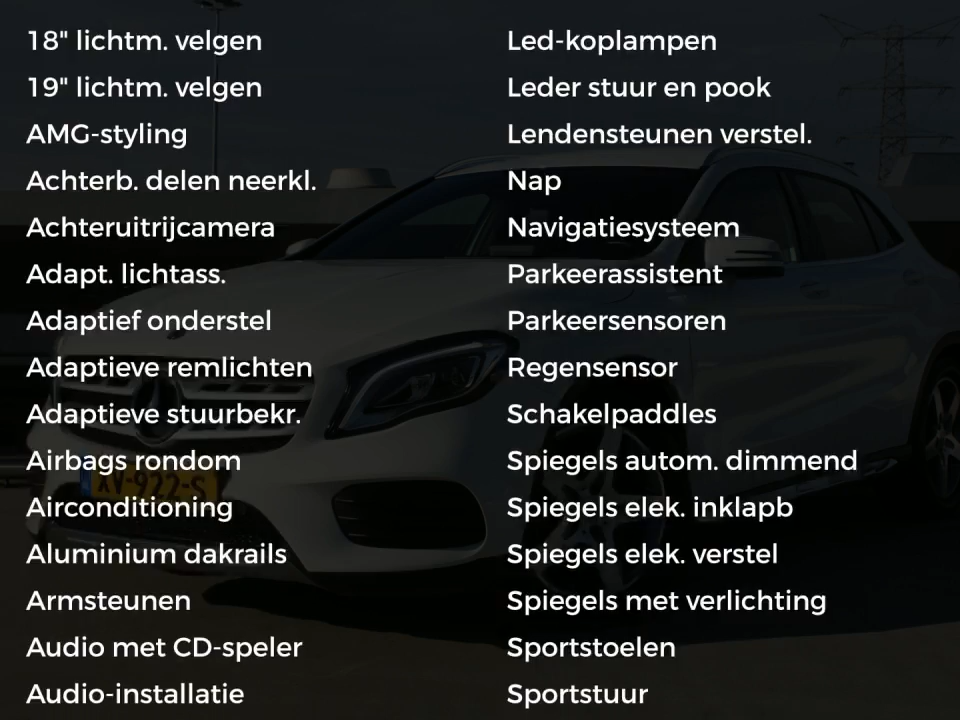 18" lichtm. velgen
19" lichtm. velgen
AMG-styling
Achterb. delen neerkl.
Achteruitrijcamera
Adapt. lichtass.
Adaptief onderstel
Adaptieve remlichten
Adaptieve stuurbekr.
Airbags rondom
Airconditioning
Aluminium dakrails
Armsteunen
Audio met CD-speler
Audio-installatie
Led-koplampen
Leder stuur en pook
Lendensteunen verstel.
Nap
Navigatiesysteem
Parkeerassistent
Parkeersensoren
Regensensor
Schakelpaddles
Spiegels autom. dimmend
Spiegels elek. inklapb
Spiegels elek. verstel
Spiegels met verlichting
Sportstoelen
Sportstuur
XV-922-S